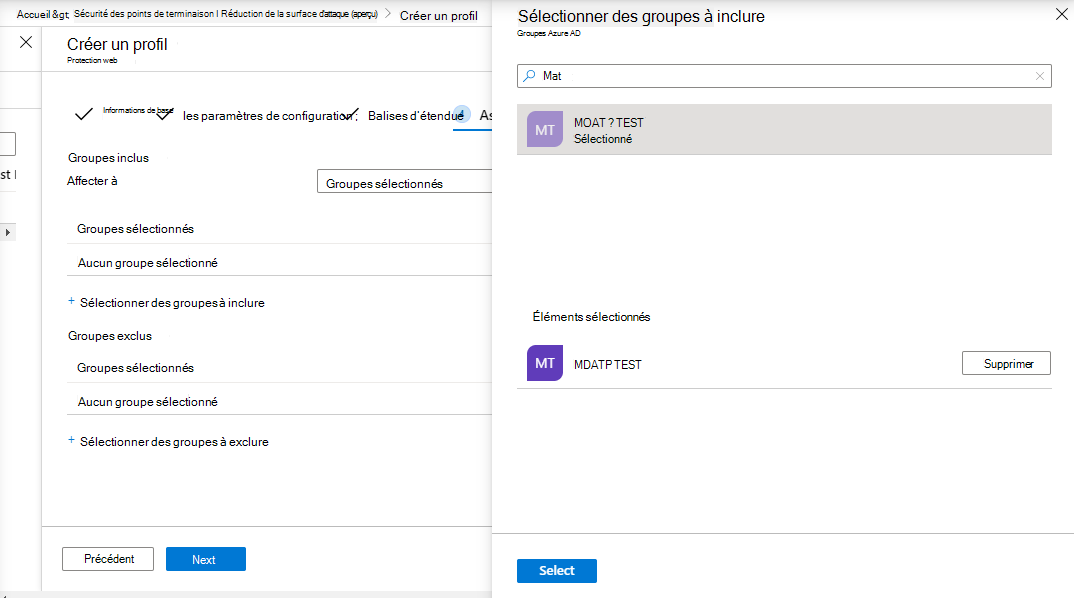 Accueil &gt; Sécurité des points de terminaison I Réduction de la surface d'attaque (aperçu) > Créer un profil
Créer un profil
Protection web
Informations de base
les paramètres de configuration ;
Balises d'étendue
4
As
Groupes inclus
Affecter à
Groupes sélectionnés
Groupes sélectionnés
Aucun groupe sélectionné
+ Sélectionner des groupes à inclure
Groupes exclus
Groupes sélectionnés
Aucun groupe sélectionné
+ Sélectionner des groupes à exclure
Précédent
Next
st I
Sélectionner des groupes à inclure
Groupes Azure AD
Mat
MT
MOAT ? TEST
Sélectionné
Éléments sélectionnés
MT
MDATP TEST
Supprimer
Select